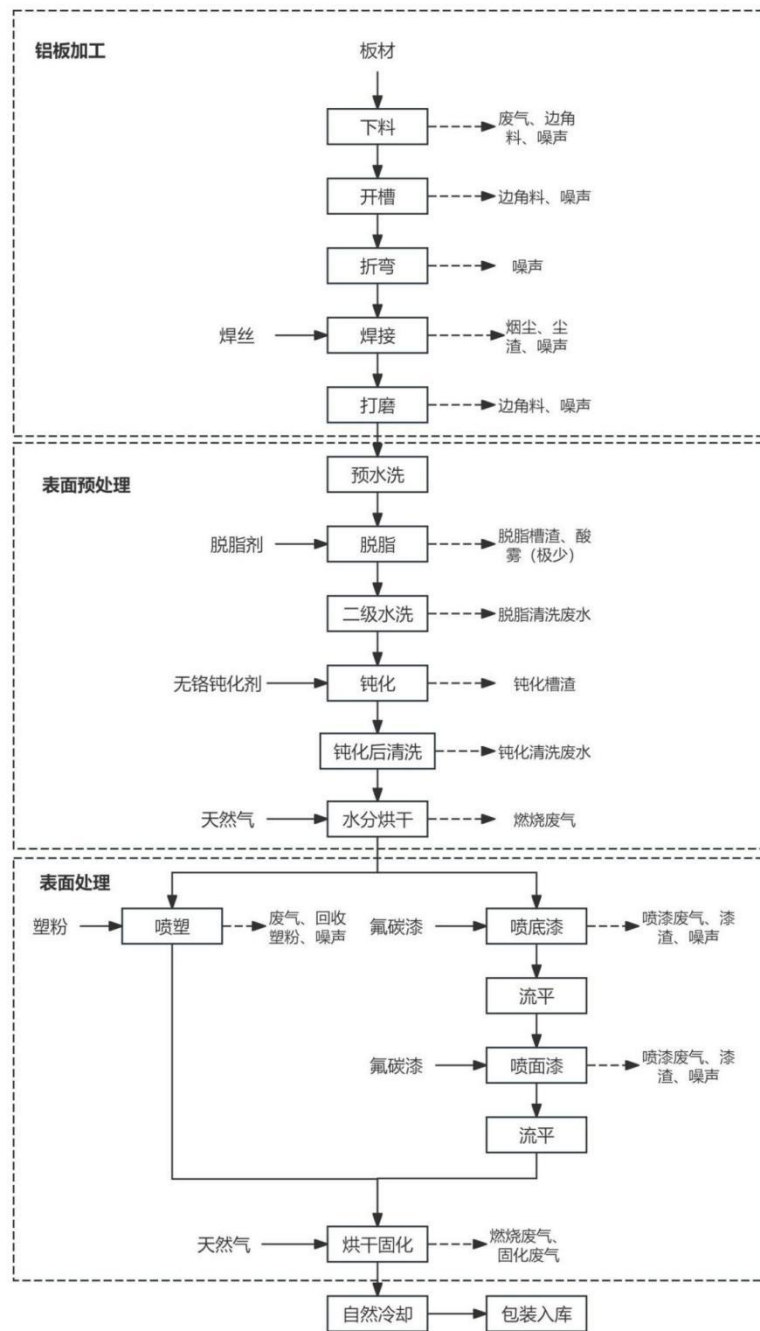 铝板加工
板材
下料
废气、边角
料、噪声
开槽
边角料、噪声
折弯
噪声
焊丝
焊接
烟尘、尘
渣、噪声
打磨
边角料、噪声
表面预处理
预水洗
脱脂剂
脱脂
脱脂槽渣、酸
雾（极少）
二级水洗
脱脂清洗废水
无铬钝化剂
钝化
钝化槽渣
钝化后清洗
钝化清洗废水
天然气
水分烘干
燃烧废气
表面处理
塑粉
喷塑
废气、回收
塑粉、噪声
氟碳漆
喷底漆
喷漆废气、漆
渣、噪声
流平
氟碳漆
喷面漆
喷漆废气、漆
渣、噪声
流平
天然气
烘干固化
燃烧废气、
固化废气
自然冷却
包装入库